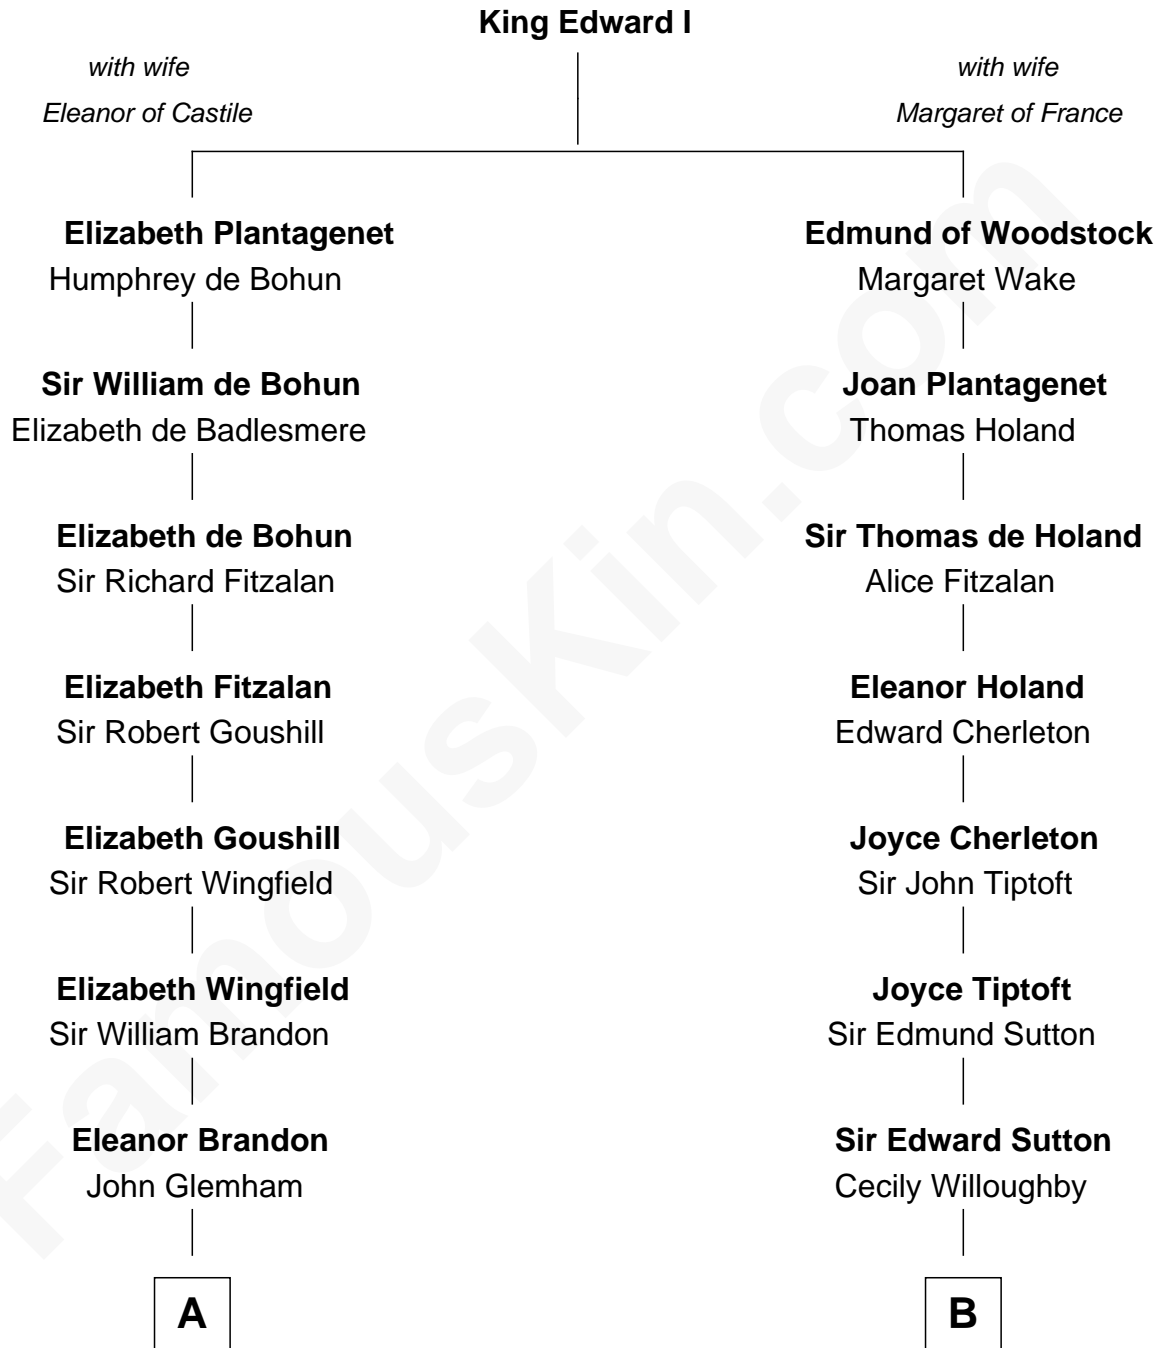 King Edward I
with wife
Eleanor of Castile
with wife
Margaret of France
Elizabeth Plantagenet
Humphrey de Bohun
Edmund of Woodstock
Margaret Wake
Sir William de Bohun
Elizabeth de Badlesmere
Joan Plantagenet
Thomas Holand
Elizabeth de Bohun
Sir Richard Fitzalan
Sir Thomas de Holand
Alice Fitzalan
Elizabeth Fitzalan
Sir Robert Goushill
Eleanor Holand
Edward Cherleton
Elizabeth Goushill
Sir Robert Wingfield
Joyce Cherleton
Sir John Tiptoft
Elizabeth Wingfield
Sir William Brandon
Joyce Tiptoft
Sir Edmund Sutton
Eleanor Brandon
John Glemham
Sir Edward Sutton
Cecily Willoughby
A
B
FamousKin.com